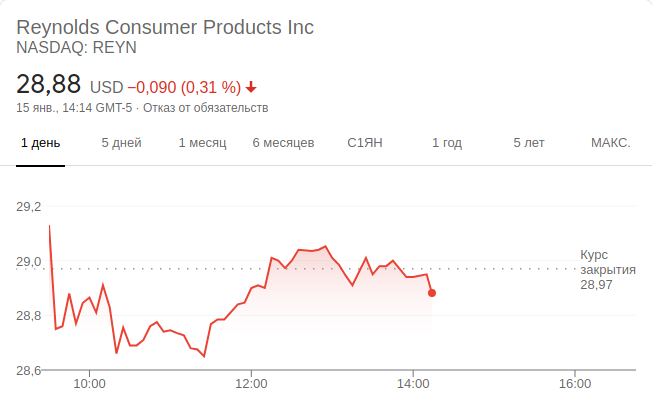 Reynolds Consumer Products Inc
NASDAQ: REYN
28,88 USD −0,090 (0,31 %)
15 янв., 14:14 GMT-5 · Отказ от обязательств
1 день 5 дней 1 месяц 6 месяцев С1ЯН 1 год 5 лет МАКС.
29,2
29,0
28,8
28,6
Курс
закрытия
28,97
10:00 12:00 14:00 16:00